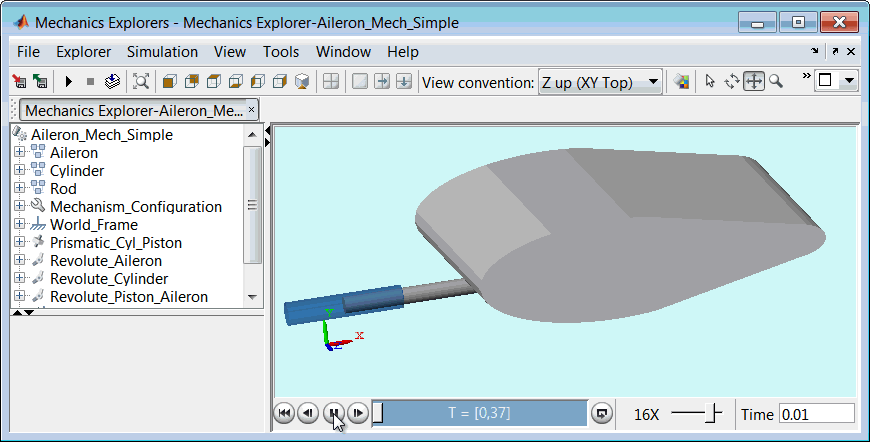 Mechanics Explorers - Mechanics Explorer-Aileron_Mech_Simple
File Explorer Simulation View Tools Window Help
View convention: Z up (XY Top)
Mechanics Explorer-Aileron_Me...
Aileron_Mech_Simple
Aileron
Cylinder
Rod
Mechanism_Configuration
World_Frame
Prismatic_Cyl_Piston
Revolute_Aileron
Revolute_Cylinder
Revolute_Piston_Aileron
Y
X
Z
T = [0,37]
16X
Time 0.01